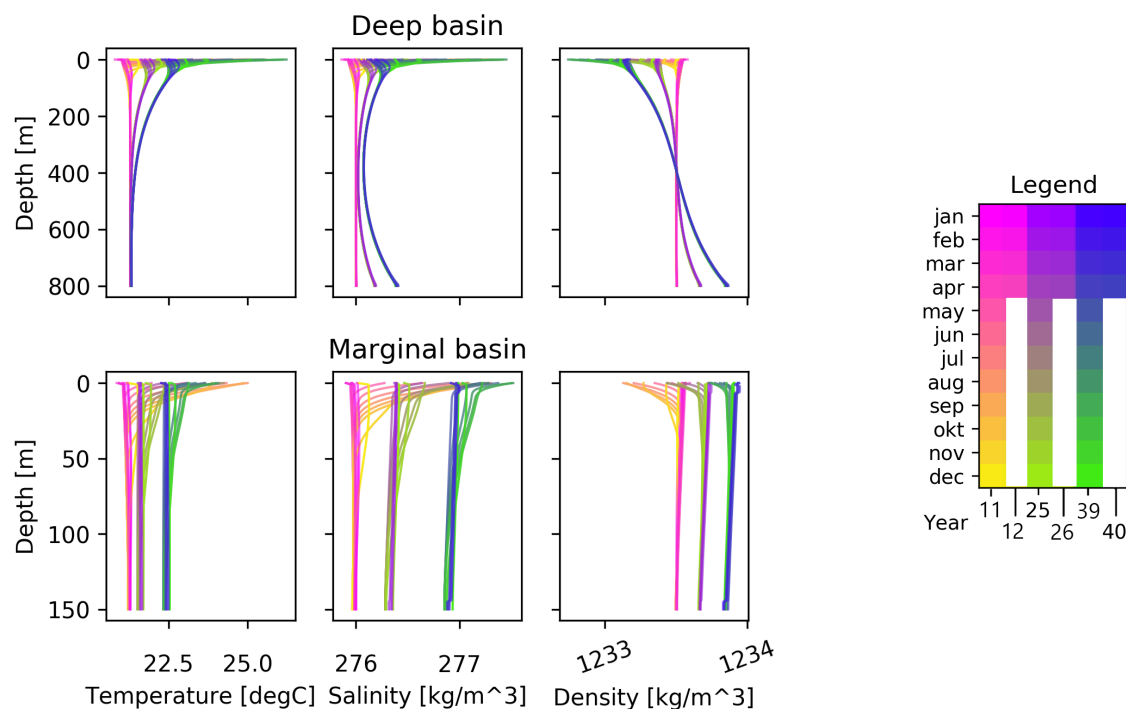 Deep basin
Depth [m]
0
200
400
600
800
Marginal basin
Depth [m]
0
50
100
150
22.5 25.0
276 277
1233 1234
Temperature [degC] Salinity [kg/m^3] Density [kg/m^3]
Legend
jan
feb
mar
apr
may
jun
jul
aug
sep
okt
nov
dec
11 25 39
Year 12 26 40